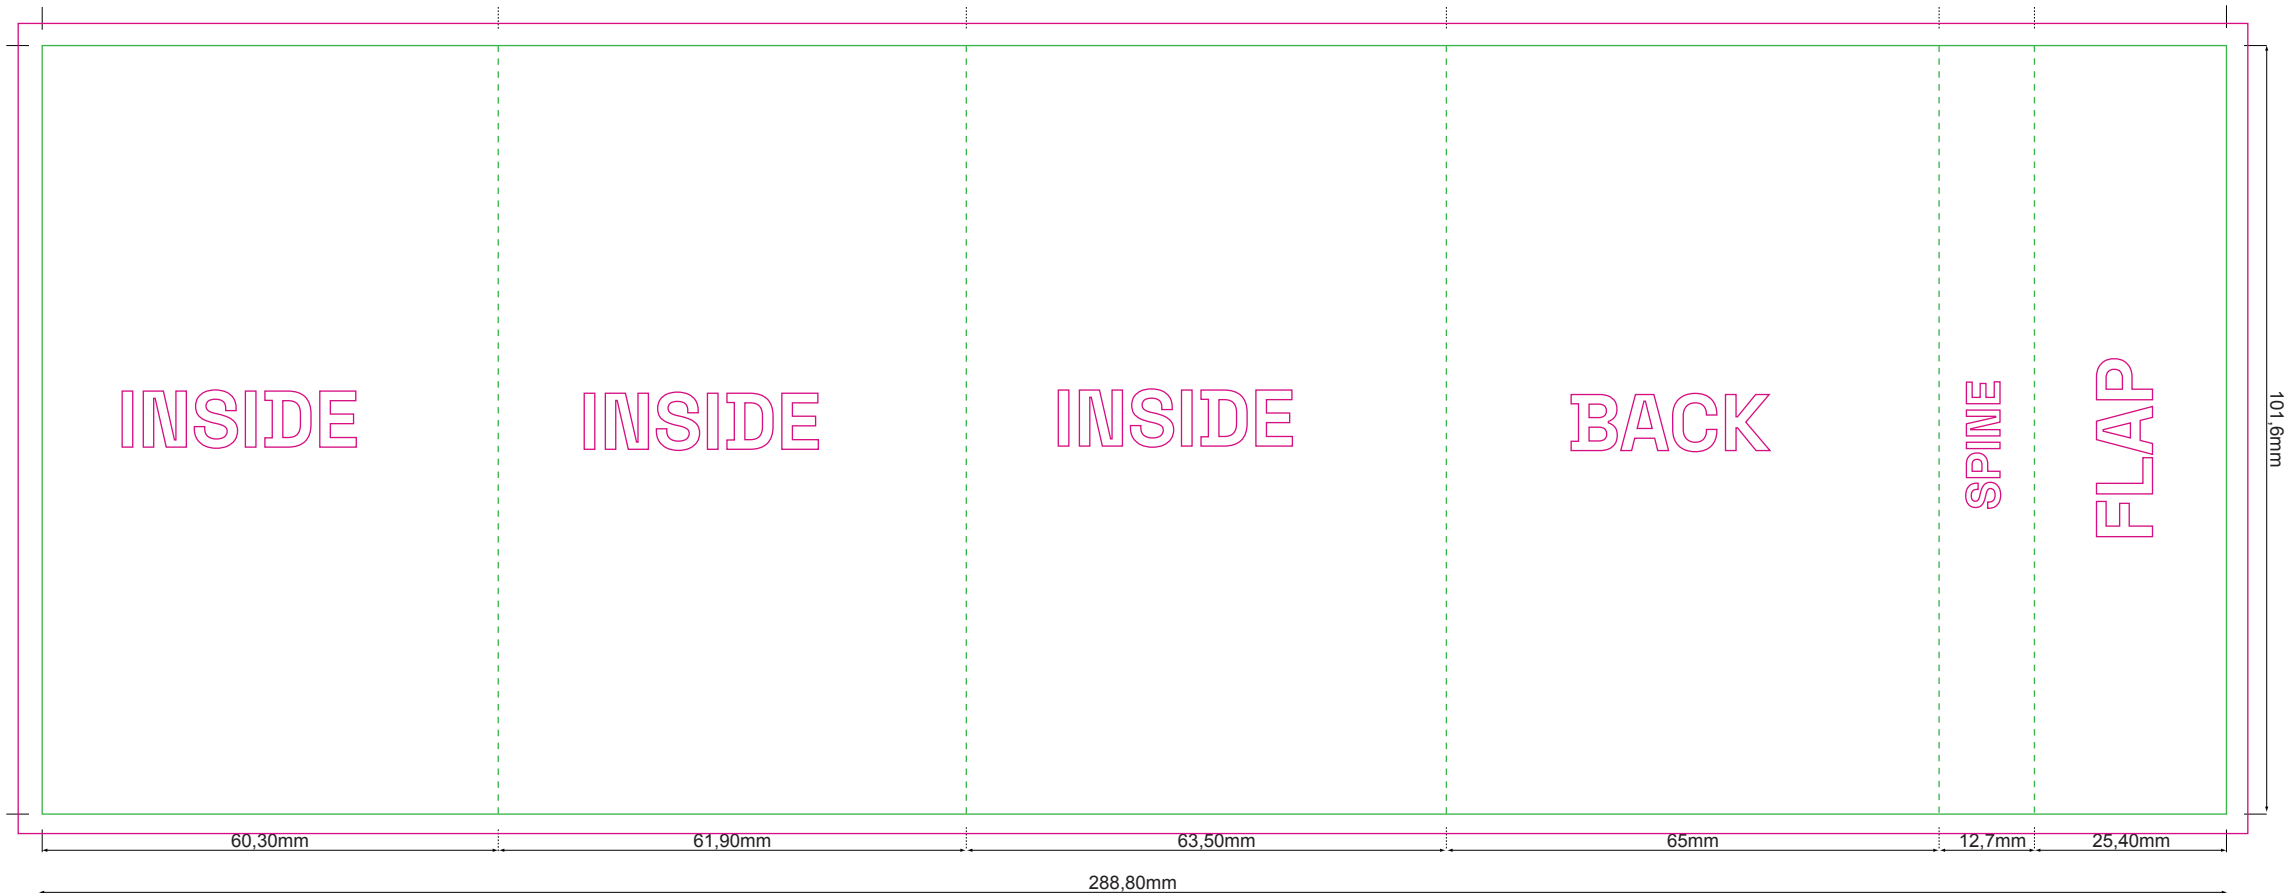 INSIDE
INSIDE
INSIDE
BACK
SPINE
FLAP
101,6mm
60,30mm
61,90mm
63,50mm
65mm
12,7mm
25,40mm
288,80mm